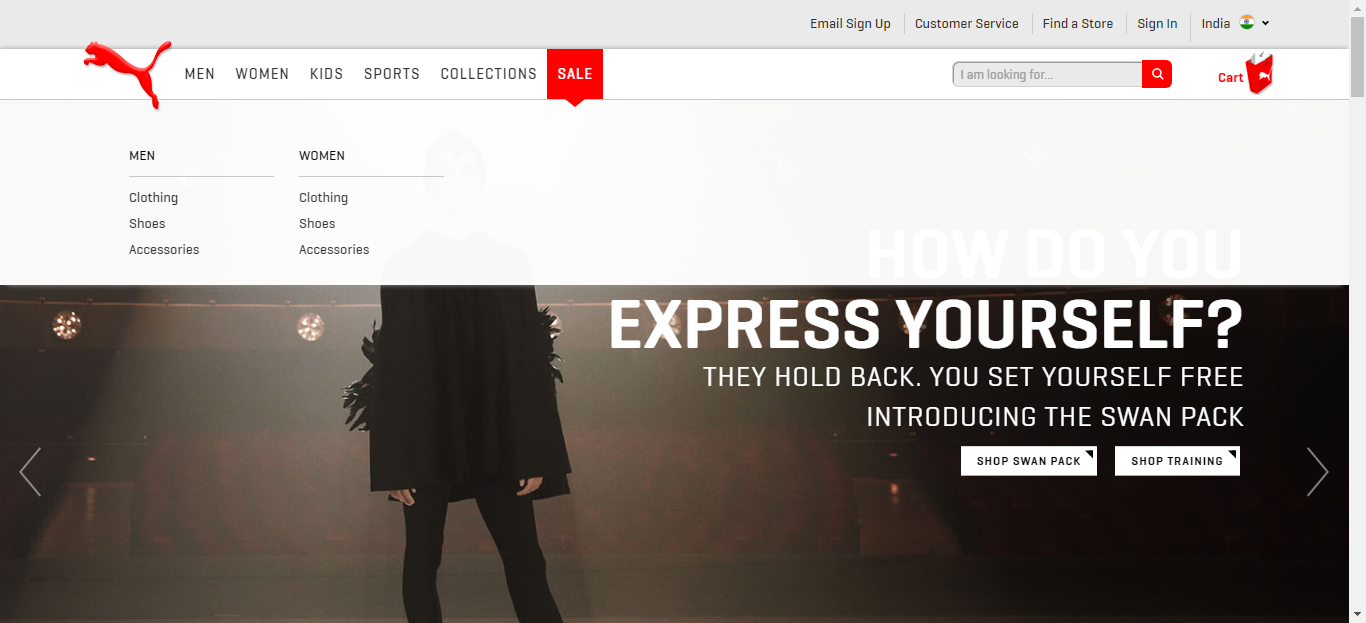 Email Sign Up
Customer Service
Find a Store
Sign In
India
MEN
WOMEN
KIDS
SPORTS
COLLECTIONS
SALE
I am looking for...
Cart
MEN
Clothing
Shoes
Accessories
WOMEN
Clothing
Shoes
Accessories
HOW DO YOU
EXPRESS YOURSELF?
THEY HOLD BACK. YOU SET YOURSELF FREE
INTRODUCING THE SWAN PACK
SHOP SWAN PACK
SHOP TRAINING